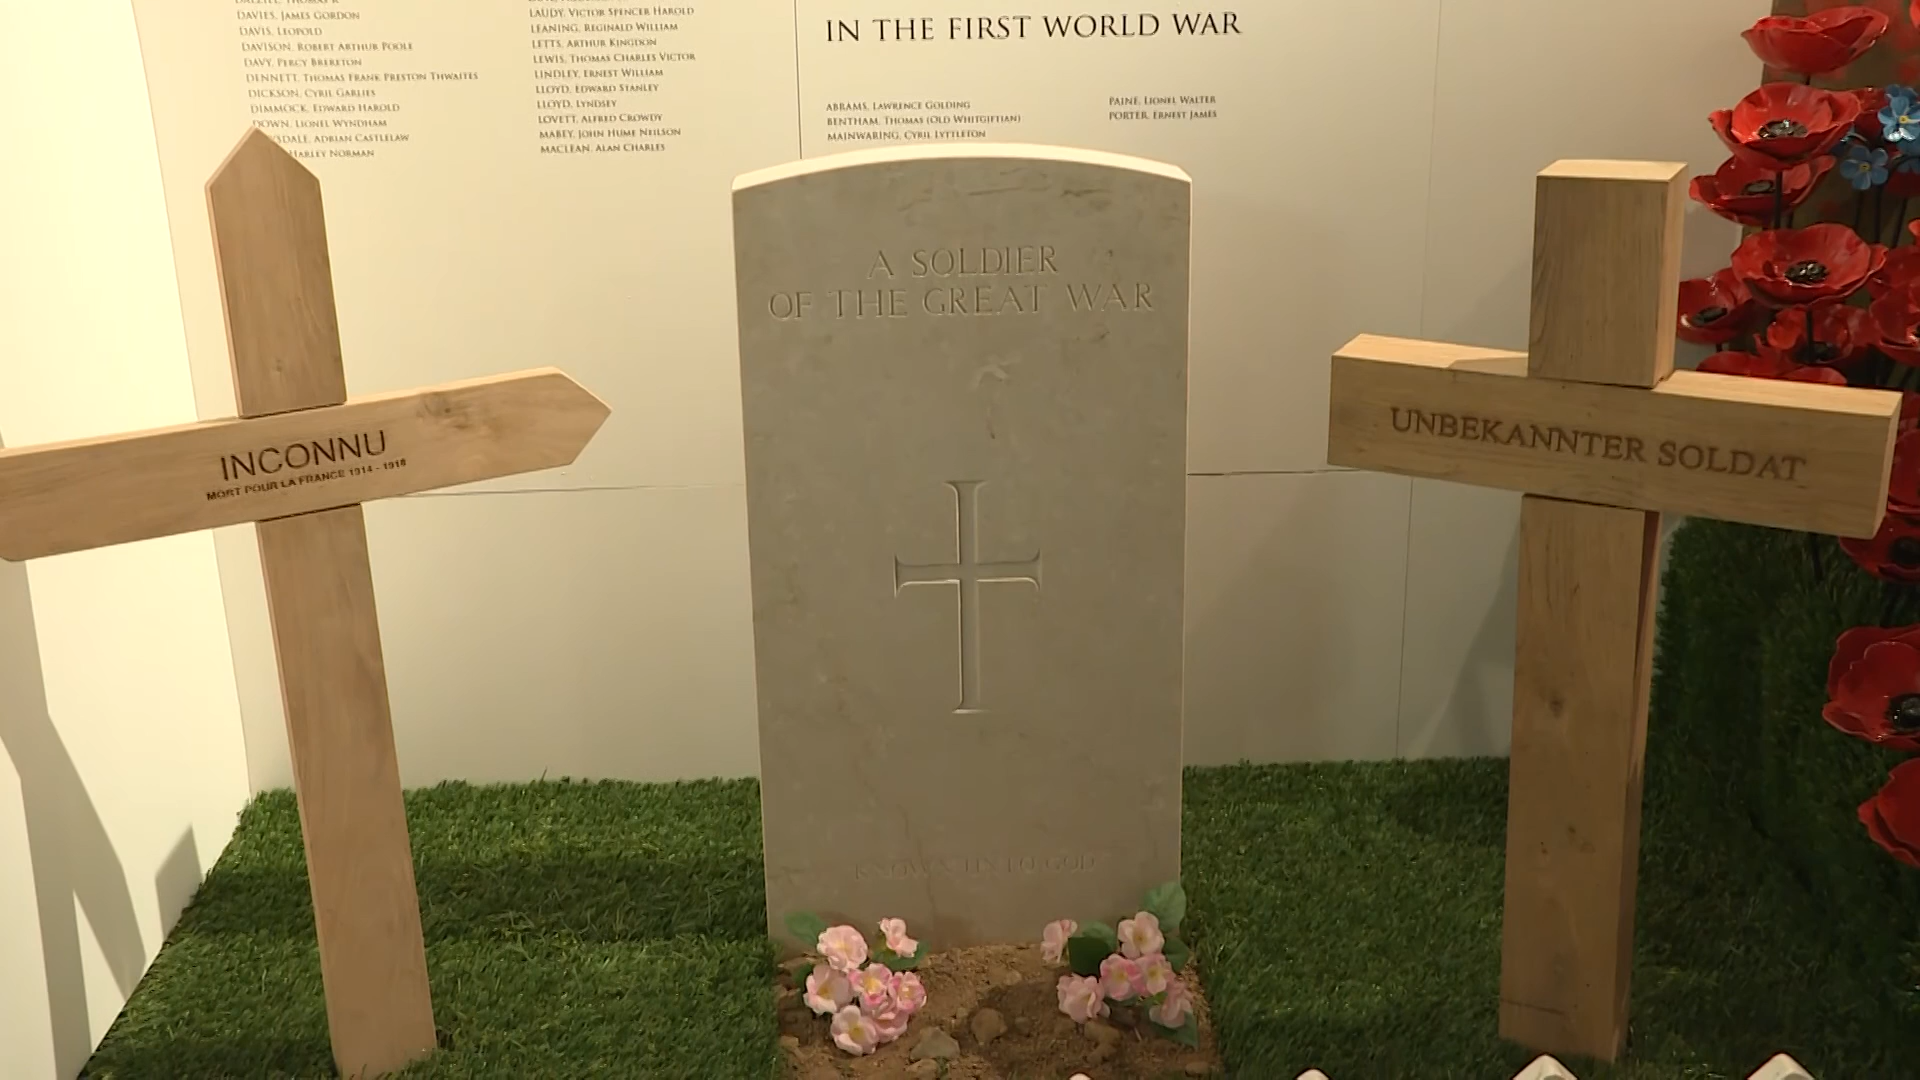 DAVIES, JAMES GORDON
DAVIS, LEOPOLD
DAVISON, ROBERT ARTHUR POOLE
DAVY, PERCY BRERETON
DENNETT, THOMAS FRANK PRESTON THWAITES
DICKSON, CYRIL GARLIES
DIMMOCK, EDWARD HAROLD
DOWN, LIONEL WYNDHAM
SDALE, ADRIAN CASTLELAW
HARLEY NORMAN
LAUDY, VICTOR SPENCER HAROLD
LEANING, REGINALD WILLIAM
LETTS, ARTHUR KINGDON
LEWIS, THOMAS CHARLES VICTOR
LINDLEY, ERNEST WILLIAM
LLOYD, EDWARD STANLEY
LLOYD, LYNDSEY
LOVETT, ALFRED CROWDY
MABEY, JOHN HUME NEILSON
MACLEAN, ALAN CHARLES
IN THE FIRST WORLD WAR
ABRAMS, LAWRENCE GOLDING
BENTHAM, THOMAS (OLD WHITGIFTIAN)
MAINWARING, CYRIL LYTTLETON
PAINE, LIONEL WALTER
PORTER, ERNEST JAMES
INCONNU
MORT POUR LA FRANCE 1914 - 1918
A SOLDIER
OF THE GREAT WAR
KNOWN UNTO GOD
UNBEKANNTER SOLDAT